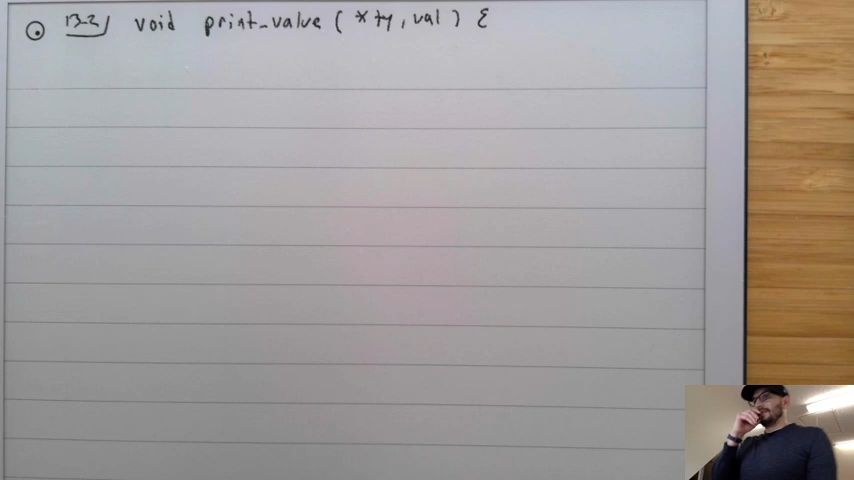 13-2/ void print_value ( *ty, val ) {